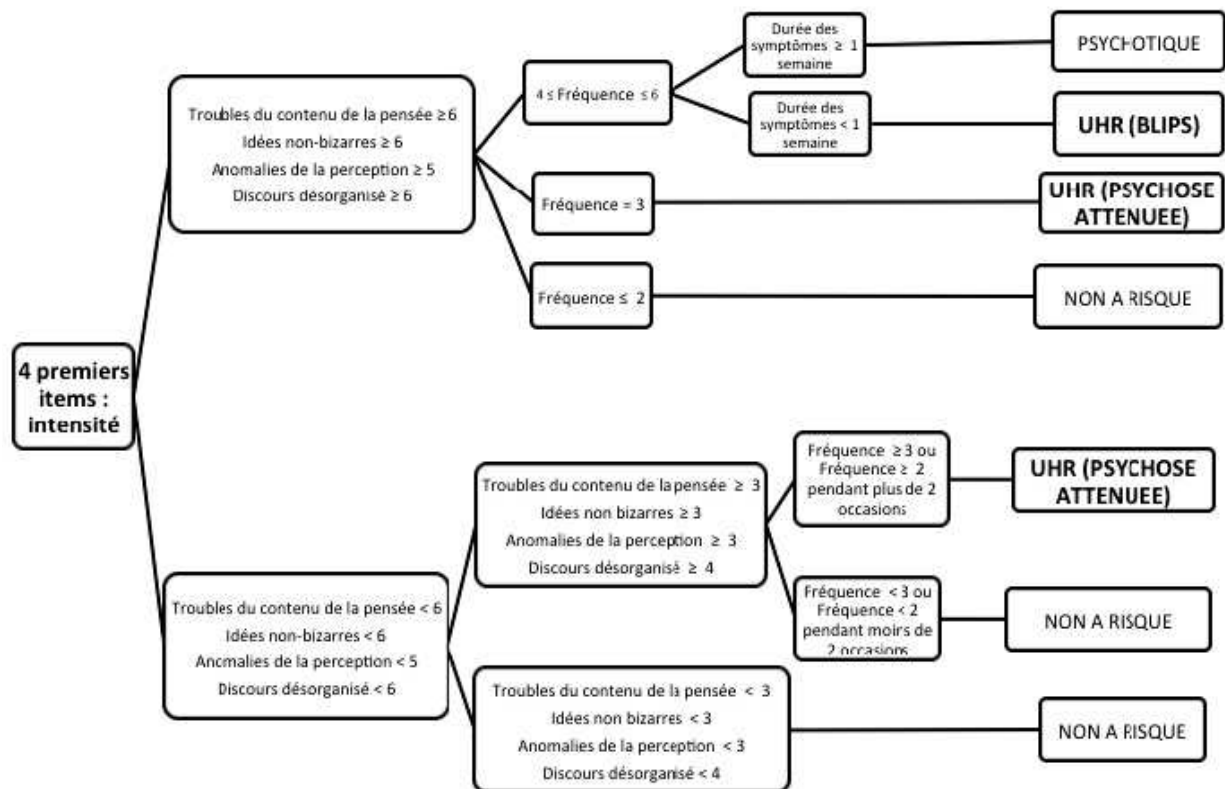 4 premiers
items :
intensité
Troubles du contenu de la pensée ≥ 6
Idées non-bizarres ≥ 6
Anomalies de la perception ≥ 5
Discours désorganisé ≥ 6
4 ≤ Fréquence ≤ 6
Durée des
symptômes ≥ 1
semaine
PSYCHOTIQUE
Durée des
symptômes < 1
semaine
UHR (BLIPS)
Fréquence = 3
UHR (PSYCHOSE
ATTENUEE)
Fréquence ≤ 2
NON A RISQUE
Troubles du contenu de la pensée < 6
Idées non-bizarres < 6
Anomalies de la perception < 5
Discours désorganisé < 6
Troubles du contenu de la pensée ≥ 3
Idées non bizarres ≥ 3
Anomalies de la perception ≥ 3
Discours désorganisé ≥ 4
Fréquence ≥ 3 ou
Fréquence ≥ 2
pendant plus de 2
occasions
UHR (PSYCHOSE
ATTENUEE)
Fréquence < 3 ou
Fréquence < 2
pendant moins de
2 occasions
NON A RISQUE
Troubles du contenu de la pensée < 3
Idées non bizarres < 3
Anomalies de la perception < 3
Discours désorganisé < 4
NON A RISQUE